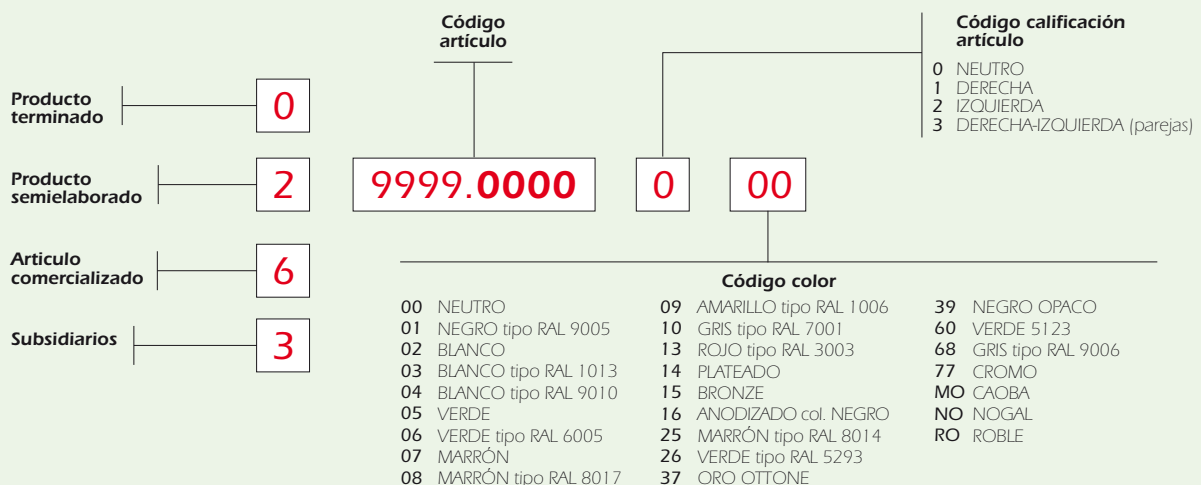 Código
artículo
Código calificación
artículo
0 NEUTRO
1 DERECHA
2 IZQUIERDA
3 DERECHA-IZQUIERDA (parejas)
Producto
terminado
0
Producto
semielaborado
2
9999.0000
0
00
Articulo
comercializado
6
Subsidiarios
3
Código color
00 NEUTRO
01 NEGRO tipo RAL 9005
02 BLANCO
03 BLANCO tipo RAL 1013
04 BLANCO tipo RAL 9010
05 VERDE
06 VERDE tipo RAL 6005
07 MARRÓN
08 MARRÓN tipo RAL 8017
09 AMARILLO tipo RAL 1006
10 GRIS tipo RAL 7001
13 ROJO tipo RAL 3003
14 PLATEADO
15 BRONZE
16 ANODIZADO col. NEGRO
25 MARRÓN tipo RAL 8014
26 VERDE tipo RAL 5293
37 ORO OTTONE
39 NEGRO OPACO
60 VERDE 5123
68 GRIS tipo RAL 9006
77 CROMO
MO CAOBA
NO NOGAL
RO ROBLE